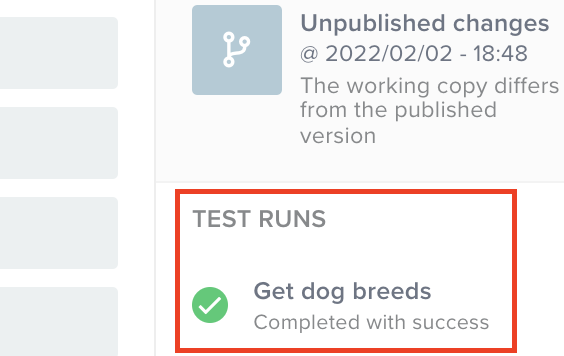 Unpublished changes
@ 2022/02/02 - 18:48
The working copy differs
from the published
version
TEST RUNS
Get dog breeds
Completed with success